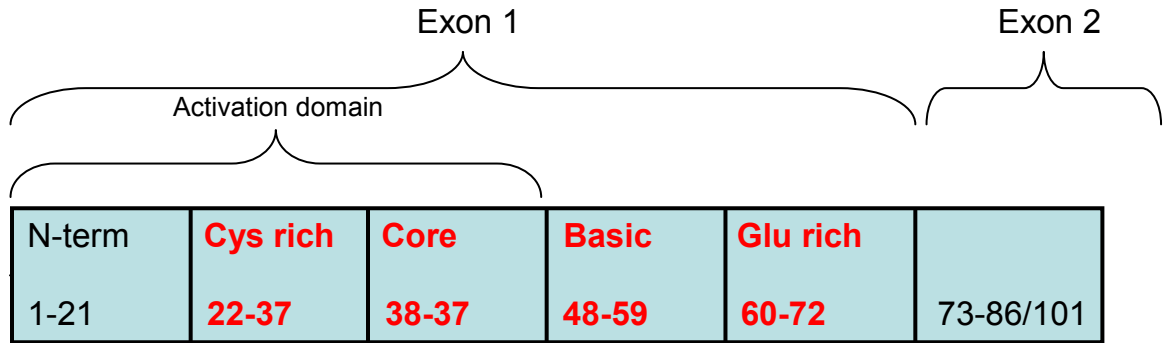 Exon 1 Exon 2
Activation domain
N-term Cys rich Core Basic Glu rich
1-21 22-37 38-37 48-59 60-72 73-86/101